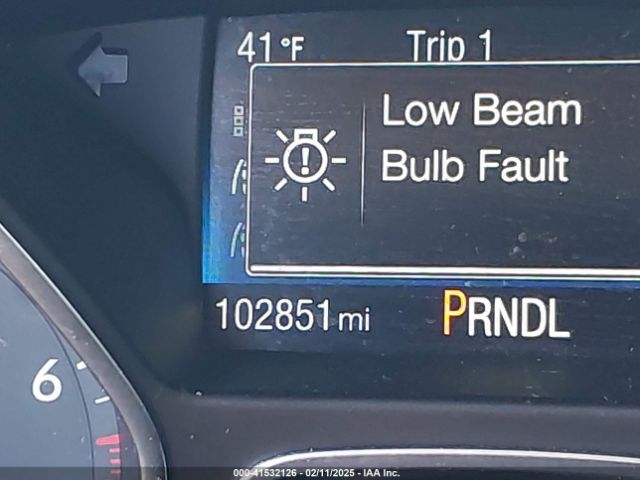 41°F Trip 1
Low Beam
Bulb Fault
102851 mi PRNDL
6
000-41532126 - 02/11/2025 - IAA Inc.